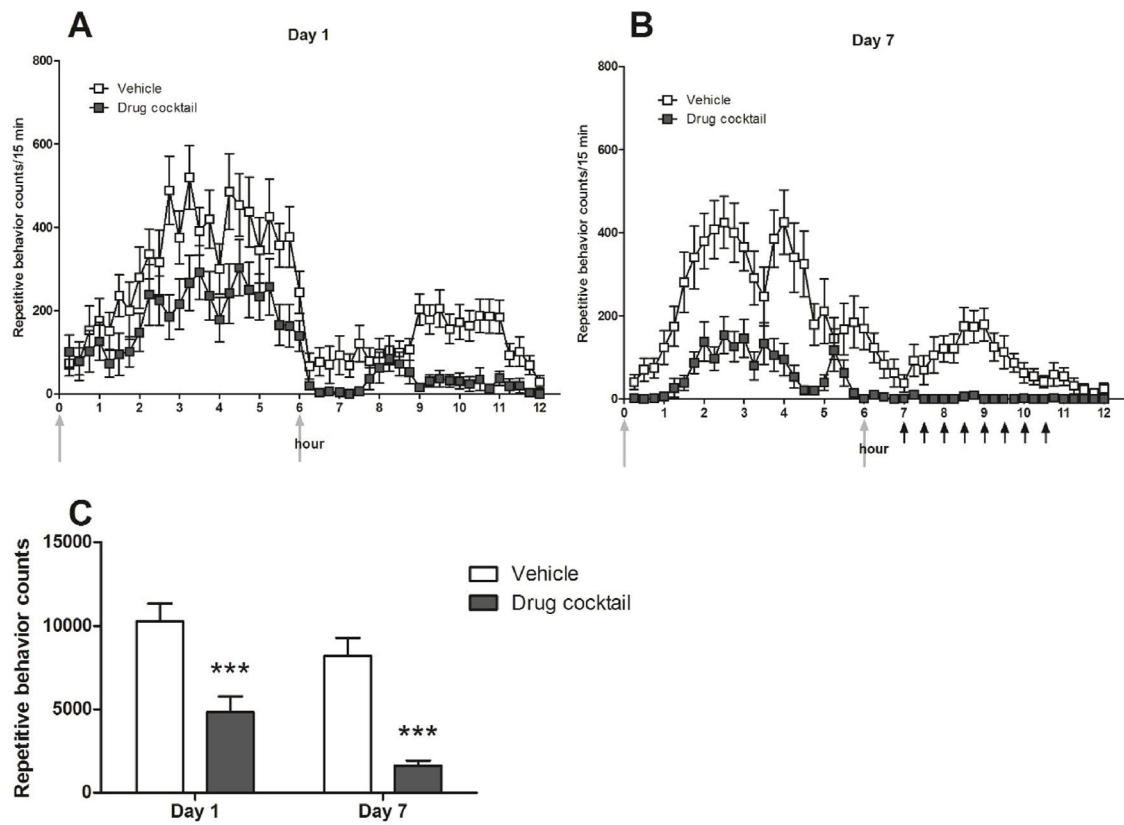 A
Day 1
Repetitive behavior counts/15 min
800
600
400
200
0
Vehicle
Drug cocktail
0 1 2 3 4 5 6 7 8 9 10 11 12
hour
B
Day 7
Repetitive behavior counts/15 min
800
600
400
200
0
Vehicle
Drug cocktail
0 1 2 3 4 5 6 7 8 9 10 11 12
hour
C
Repetitive behavior counts
15000
10000
5000
0
Vehicle
Drug cocktail
***
***
Day 1 Day 7